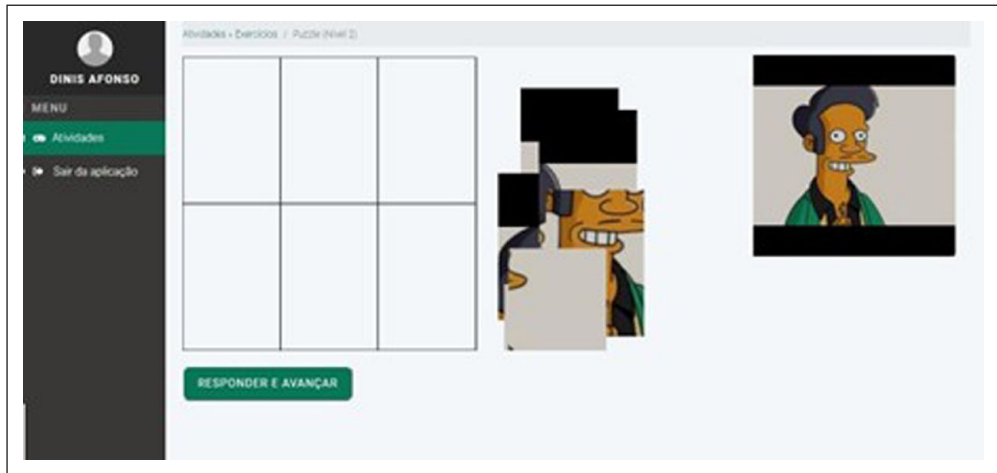 Atividades » Exercícios / Puzzle (Nível 2)
DINIS AFONSO
MENU
Atividades
Sair da aplicação
RESPONDER E AVANÇAR